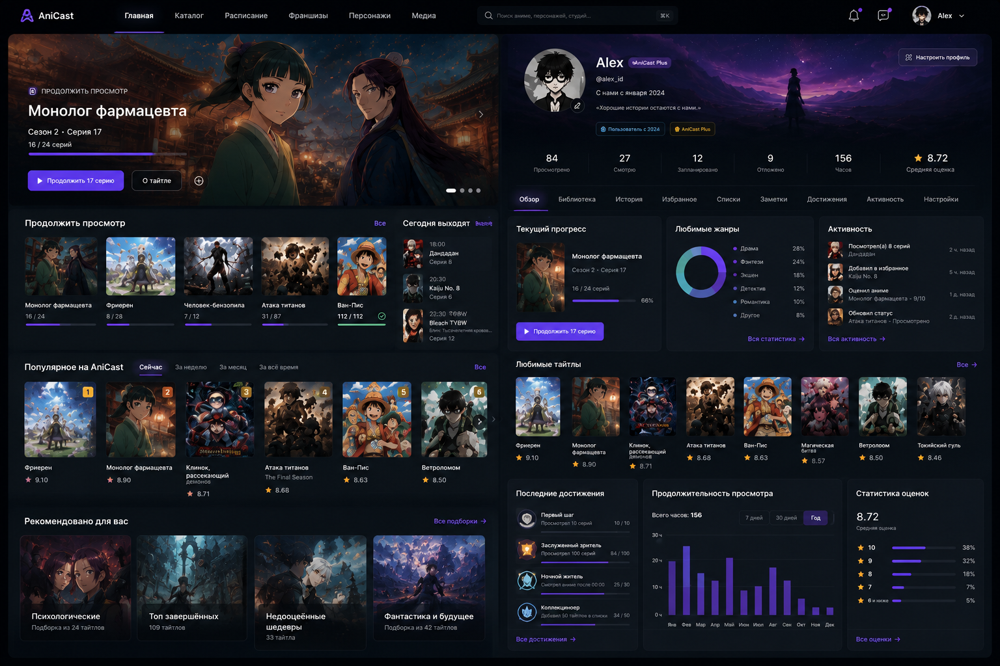 AniCast
Главная
Каталог
Расписание
Франшизы
Персонажи
Медиа
Поиск аниме, персонажей, студий...
⌘K
Alex
ПРОДОЛЖИТЬ ПРОСМОТР
Монолог фармацевта
Сезон 2 • Серия 17
16 / 24 серий
Продолжить 17 серию
О тайтле
Продолжить просмотр
Все
Монолог фармацевта
16 / 24
Фрирен
8 / 28
Человек-бензопила
7 / 12
Атака титанов
31 / 87
Ван-Пис
112 / 112
Сегодня выходят
18:00
Дандадан
Серия 8
20:30
Kaiju No. 8
Серия 6
22:30
Bleach TYBW
Серия 12
Популярное на AniCast
Сейчас
За неделю
За месяц
За всё время
Все
1
2
3
4
5
6
Фрирен
9.10
Монолог фармацевта
8.90
Клинок,
рассекающий
демонов
8.71
Атака титанов
The Final Season
8.68
Ван-Пис
8.63
Ветроломом
8.50
Рекомендовано для вас
Все подборки →
Психологические
Подборка из 24 тайтлов
Топ завершённых
109 тайтлов
Недооцеённые
шедевры
33 тайтла
Фантастика и будущее
Подборка из 42 тайтлов
Alex
AniCast Plus
@alex_id
С нами с января 2024
«Хорошие истории остаются с нами.»
Пользователь с 2024
AniCast Plus
Настроить профиль
84
Просмотрено
27
Смотрю
12
Запланировано
9
Отложено
156
Часов
8.72
Средняя оценка
Обзор
Библиотека
История
Избранное
Списки
Заметки
Достижения
Активность
Настройки
Текущий прогресс
Монолог фармацевта
Сезон 2 • Серия 17
16 / 24 серий
66%
Продолжить 17 серию
Любимые жанры
Драма 28%
Фэнтези 24%
Экшен 18%
Детектив 12%
Романтика 10%
Другое 8%
Вся статистика →
Активность
Посмотрел(а) 8 серий
Дандадан
2 ч. назад
Добавил в избранное
Kaiju No. 8
5 ч. назад
Оценил аниме
Монолог фармацевта - 9/10
1 д. назад
Обновил статус
Атака титанов - Просмотрено
2 д. назад
Вся активность →
Любимые тайтлы
Все →
Фрирен
9.10
Монолог
фармацевта
8.90
Клинок,
рассекающий
демонов
8.71
Атака титанов
8.68
Ван-Пис
8.63
Магическая
битва
8.57
Ветролоом
8.50
Токийский гуль
8.46
Последние достижения
Первый шаг
Просмотрел 10 серий
10 / 10
Заслуженный зритель
Просмотрел 100 серий
84 / 100
Ночной житель
Смотрел аниме после 00:00
25 / 30
Коллекциноер
Добавил 50 тайтлов в списки
34 / 50
Все достижения →
Продолжительность просмотра
Всего часов: 156
7 дней
30 дней
Год
30 ч
20 ч
10 ч
0 ч
Янв Фев Мар Апр Май Июн Июл Авг Сен Окт Ноя Дек
Статистика оценок
8.72
Средняя оценка
10 38%
9 32%
8 18%
7 7%
6 и ниже 5%
Все оценки →